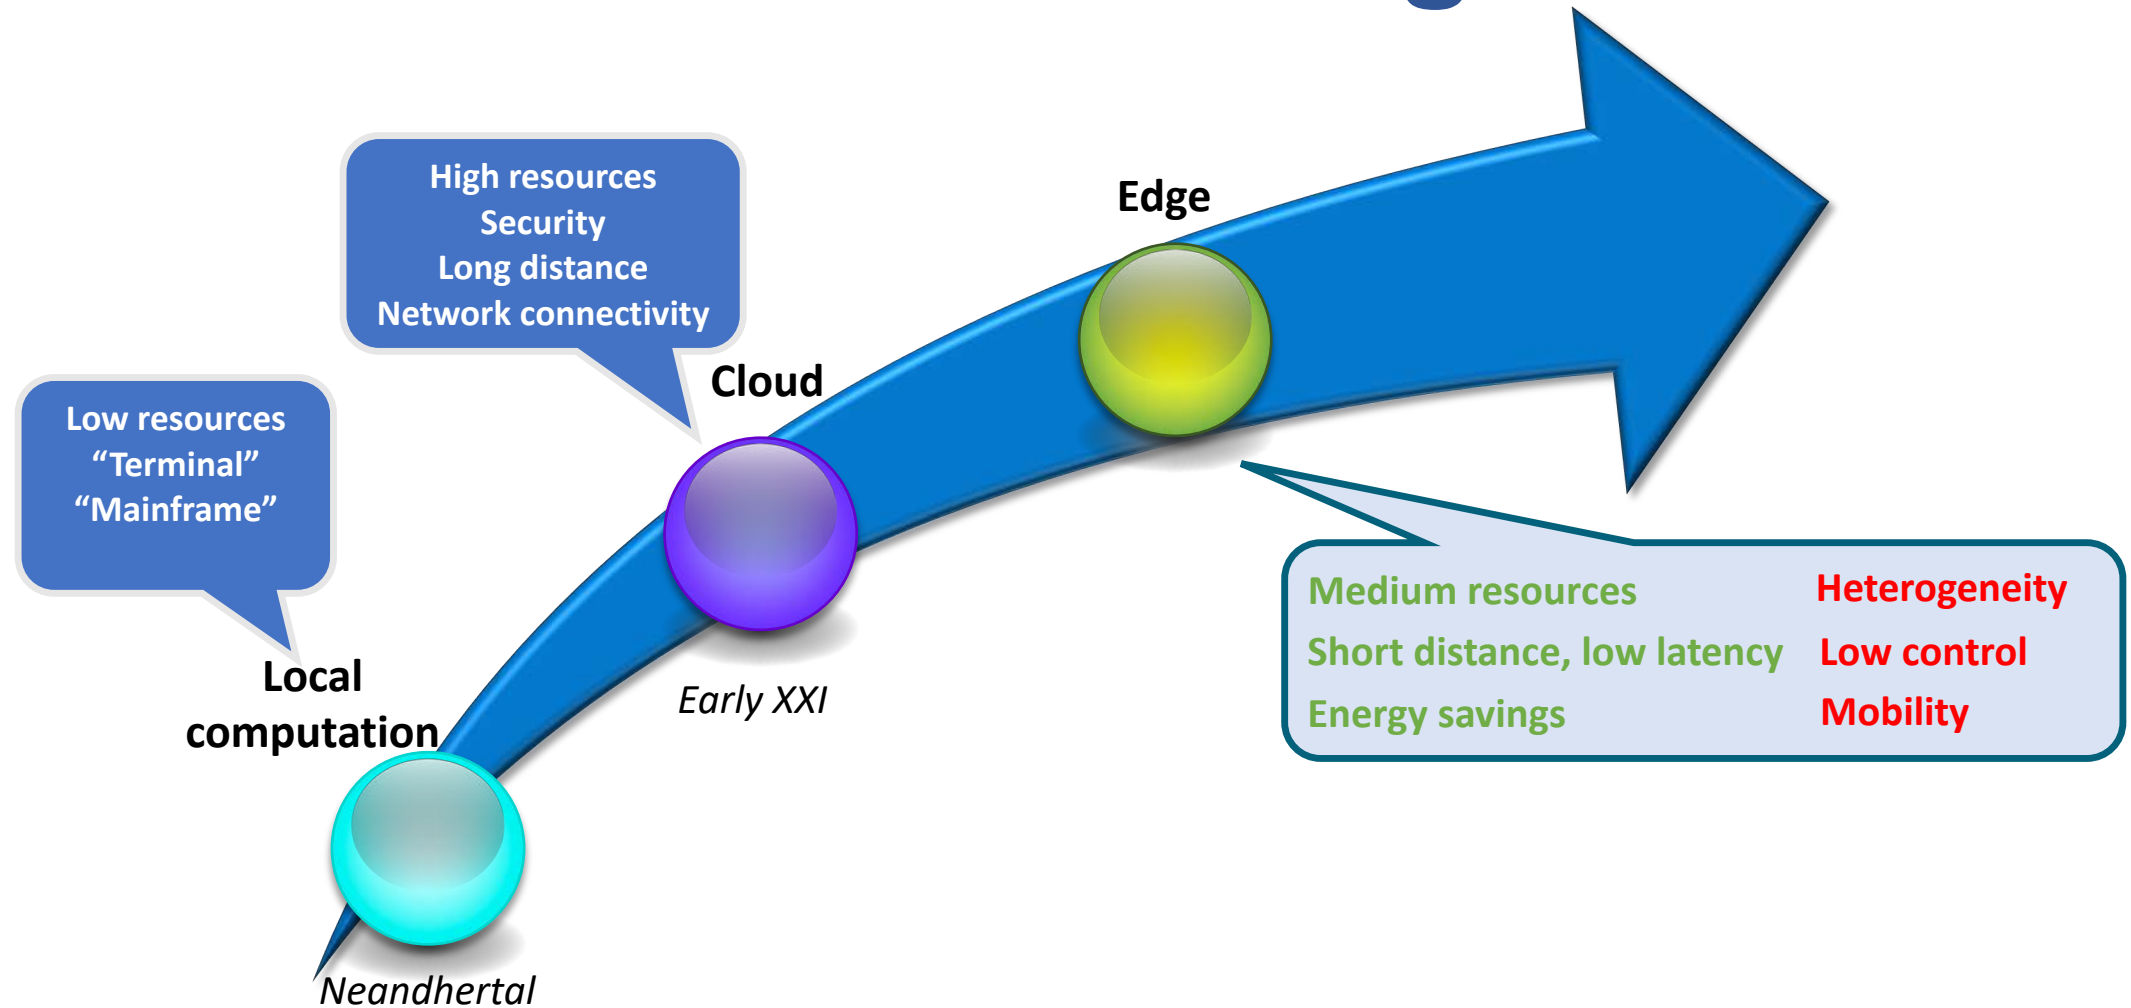 High resources
Security
Long distance
Network connectivity
Edge
Cloud
Low resources
“Terminal”
“Mainframe”
Local
computation
Early XXI
Medium resources
Short distance, low latency
Energy savings
Heterogeneity
Low control
Mobility
Neandhertal